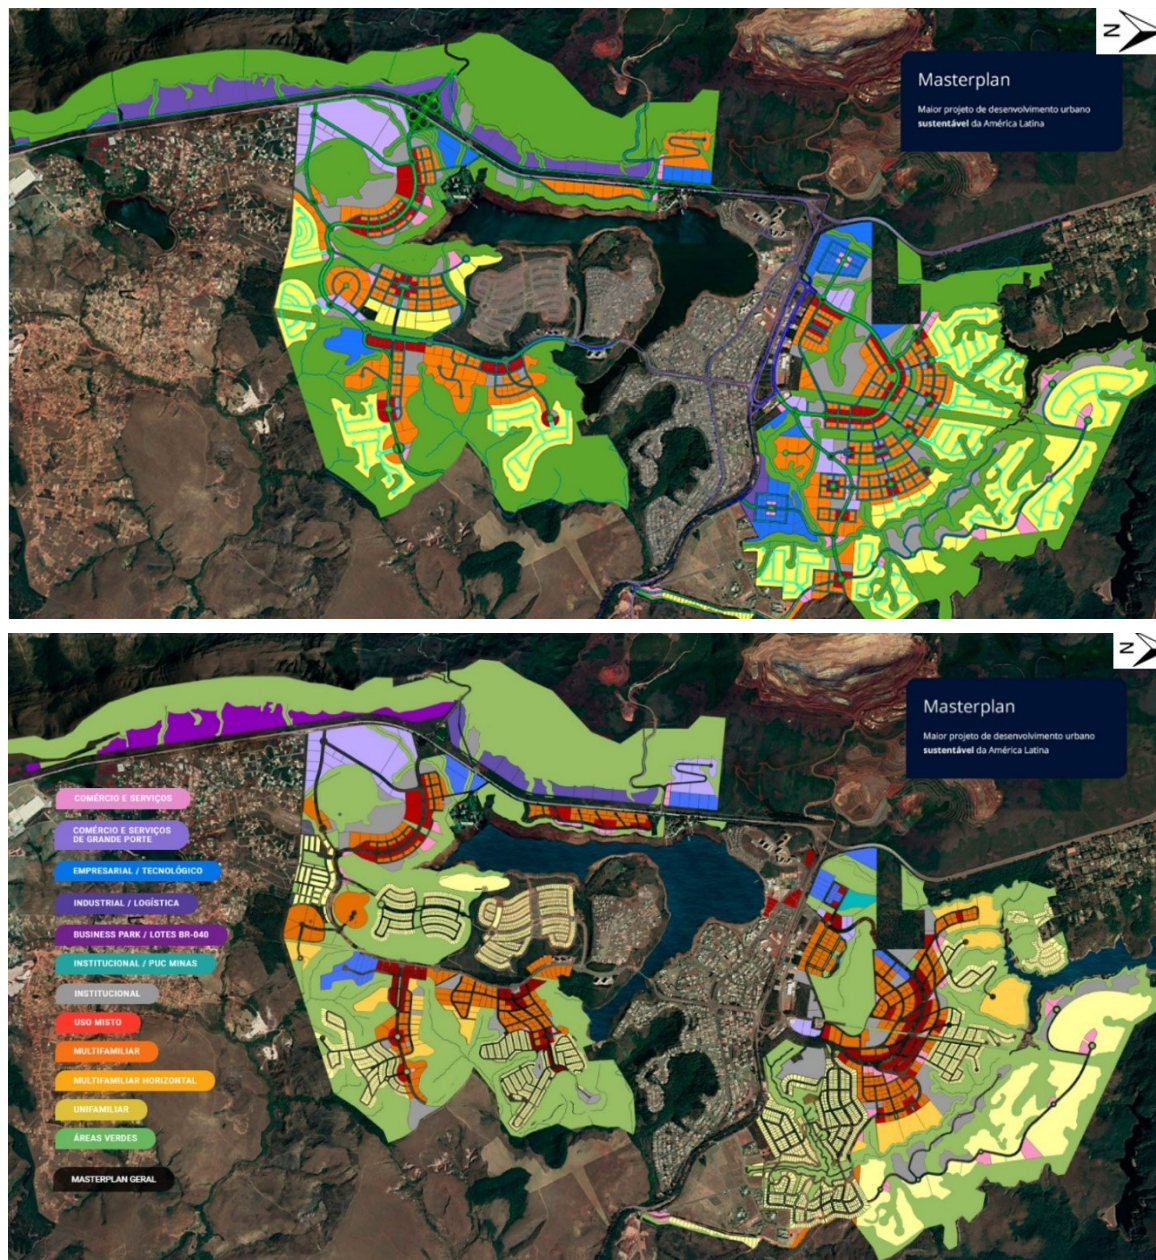 N
Masterplan
Maior projeto de desenvolvimento urbano
sustentável da América Latina
N
Masterplan
Maior projeto de desenvolvimento urbano
sustentável da América Latina
COMÉRCIO E SERVIÇOS
COMÉRCIO E SERVIÇOS
DE GRANDE PORTE
EMPRESARIAL / TECNOLÓGICO
INDUSTRIAL / LOGÍSTICA
BUSINESS PARK / LOTES BR-040
INSTITUCIONAL / PUC MINAS
INSTITUCIONAL
USO MISTO
MULTIFAMILIAR
MULTIFAMILIAR HORIZONTAL
UNIFAMILIAR
ÁREAS VERDES
MASTERPLAN GERAL